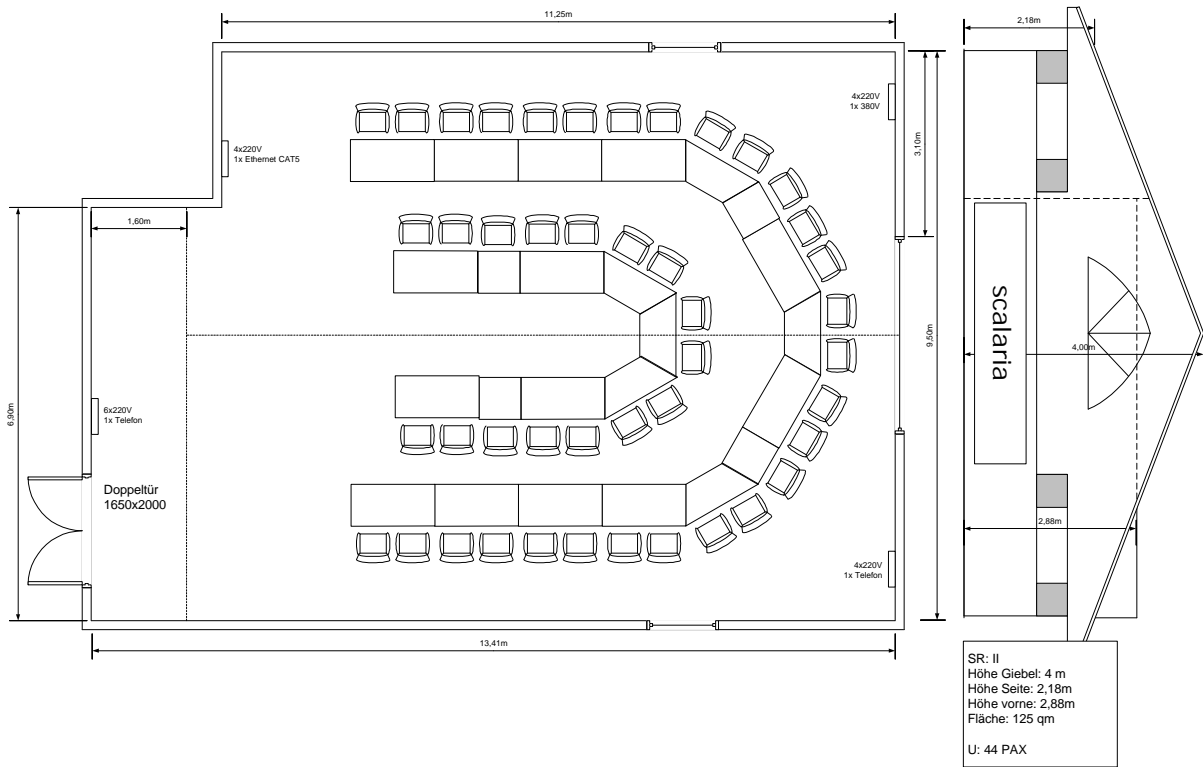 11,25m
2,18m
4x220V
1x 380V
4x220V
1x Ethernet CAT5
3,10m
1,60m
scalaria
9,50m
4,00m
6,90m
6x220V
1x Telefon
Doppeltür
1650x2000
2,88m
4x220V
1x Telefon
13,41m
SR: II
Höhe Giebel: 4 m
Höhe Seite: 2,18m
Höhe vorne: 2,88m
Fläche: 125 qm
U: 44 PAX